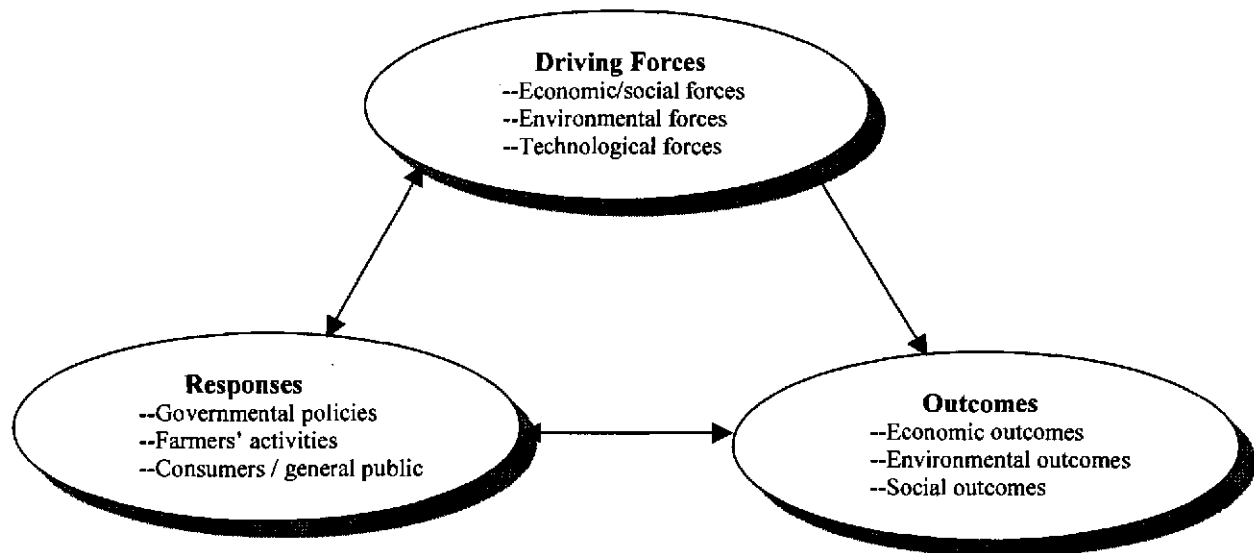 Driving Forces
--Economic/social forces
--Environmental forces
--Technological forces
Responses
--Governmental policies
--Farmers' activities
--Consumers / general public
Outcomes
--Economic outcomes
--Environmental outcomes
--Social outcomes